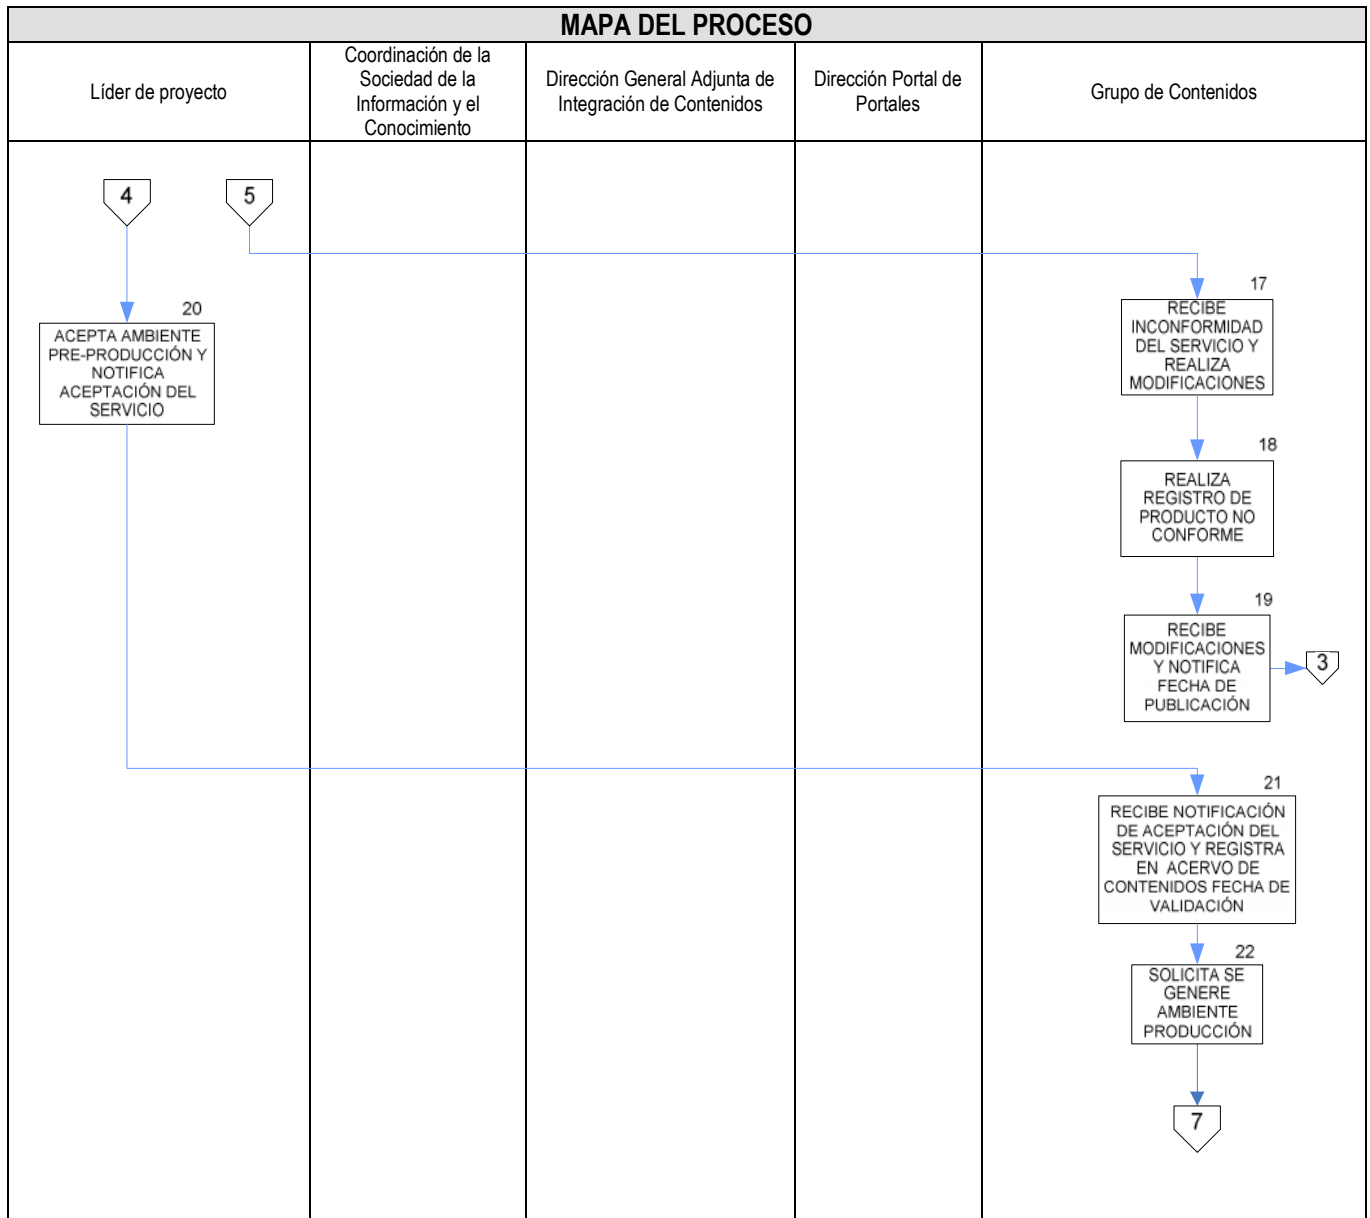 MAPA DEL PROCESO
Líder de proyecto
Coordinación de la
Sociedad de la
Información y el
Conocimiento
Dirección General Adjunta de
Integración de Contenidos
Dirección Portal de
Portales
Grupo de Contenidos
4
5
17
RECIBE
INCONFORMIDAD
DEL SERVICIO Y
REALIZA
MODIFICACIONES
20
ACEPTA AMBIENTE
PRE-PRODUCCIÓN Y
NOTIFICA
ACEPTACIÓN DEL
SERVICIO
18
REALIZA
REGISTRO DE
PRODUCTO NO
CONFORME
19
RECIBE
MODIFICACIONES
Y NOTIFICA
FECHA DE
PUBLICACIÓN
3
21
RECIBE NOTIFICACIÓN
DE ACEPTACIÓN DEL
SERVICIO Y REGISTRA
EN ACERVO DE
CONTENIDOS FECHA DE
VALIDACIÓN
22
SOLICITA SE
GENERE
AMBIENTE
PRODUCCIÓN
7